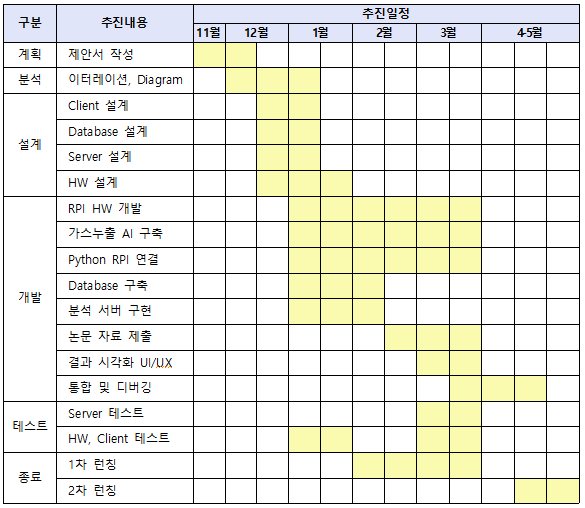 구분 추진내용 추진일정
11월 12월 1월 2월 3월 4-5월
계획 제안서 작성
분석 이터레이션, Diagram
설계 Client 설계
Database 설계
Server 설계
HW 설계
개발 RPI HW 개발
가스누출 AI 구축
Python RPI 연결
Database 구축
분석 서버 구현
논문 자료 제출
결과 시각화 UI/UX
통합 및 디버깅
테스트 Server 테스트
HW, Client 테스트
종료 1차 런칭
2차 런칭